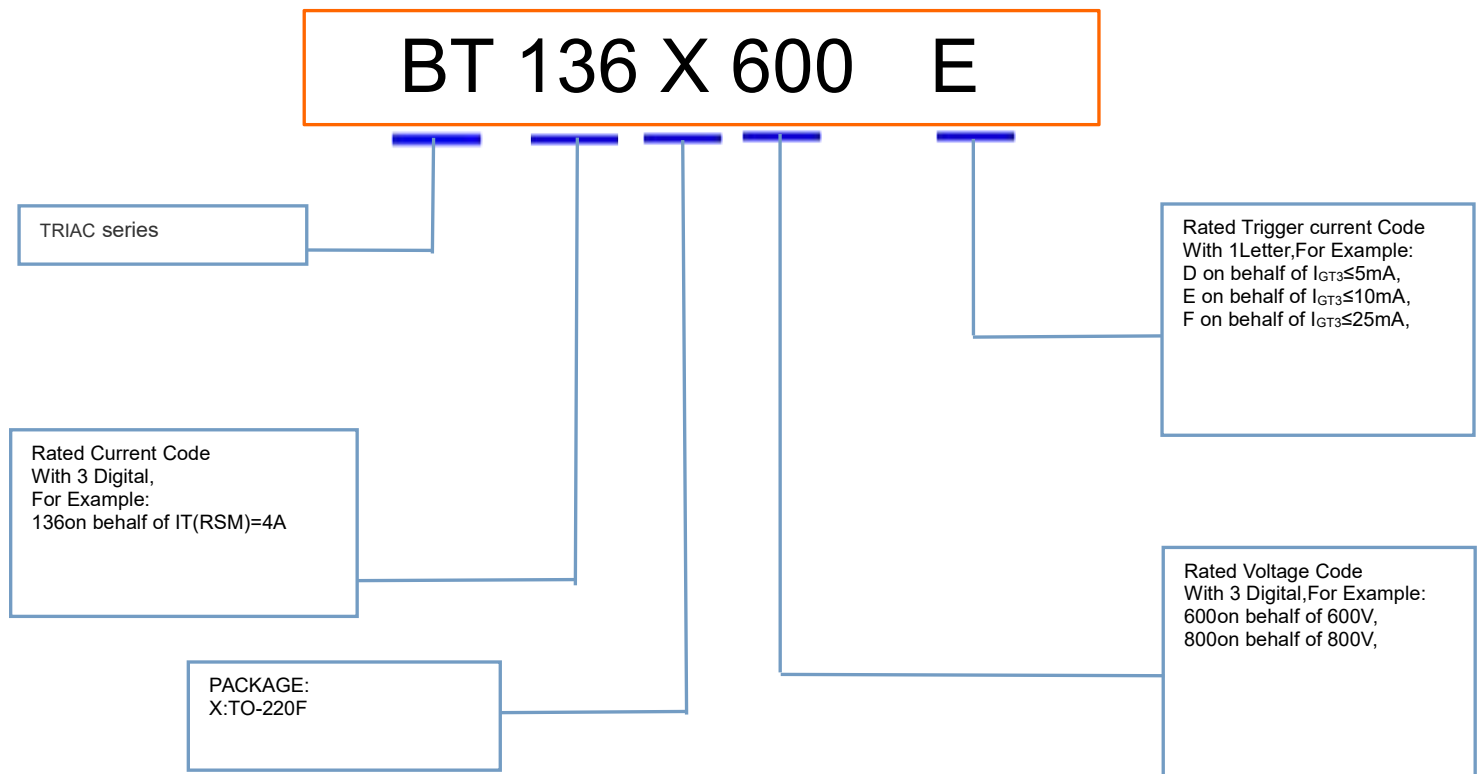 BT 136 X 600 E
TRIAC series
Rated Trigger current Code
With 1Letter,For Example:
D on behalf of IGT3≤5mA,
E on behalf of IGT3≤10mA,
F on behalf of IGT3≤25mA,
Rated Current Code
With 3 Digital,
For Example:
136on behalf of IT(RSM)=4A
Rated Voltage Code
With 3 Digital,For Example:
600on behalf of 600V,
800on behalf of 800V,
PACKAGE:
X:TO-220F